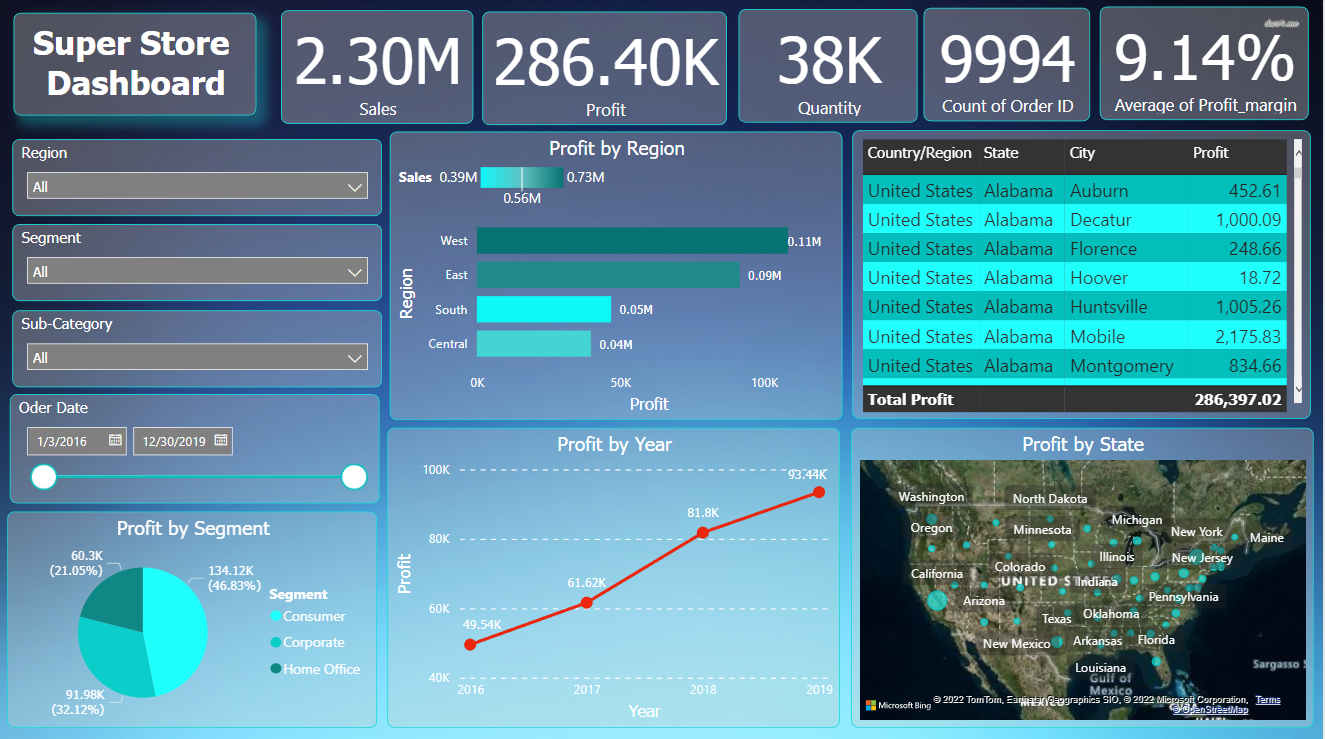 Super Store
Dashboard
2.30M
Sales
286.40K
Profit
38K
Quantity
9994
Count of Order ID
9.14%
Average of Profit_margin
Region
All
Segment
All
Sub-Category
All
Oder Date
1/3/2016
12/30/2019
Profit by Segment
60.3K
(21.05%)
134.12K
(46.83%)
91.98K
(32.12%)
Segment
Consumer
Corporate
Home Office
Profit by Region
Sales 0.39M 0.73M
0.56M
Region
West 0.11M
East 0.09M
South 0.05M
Central 0.04M
0K 50K 100K
Profit
Profit by Year
Profit
100K
80K
60K
40K
49.54K
61.62K
81.8K
93.44K
2016 2017 2018 2019
Year
Country/Region State City Profit
United States Alabama Auburn 452.61
United States Alabama Decatur 1,000.09
United States Alabama Florence 248.66
United States Alabama Hoover 18.72
United States Alabama Huntsville 1,005.26
United States Alabama Mobile 2,175.83
United States Alabama Montgomery 834.66
Total Profit 286,397.02
Profit by State
Washington
North Dakota
Oregon
Minnesota
Michigan
New York
Maine
Illinois
New Jersey
Colorado
California
UNITED STATES
Indiana
Arizona
Pennsylvania
Oklahoma
Texas
New Mexico
Arkansas
Florida
Louisiana
Gulf of
Mexico
Sargasso S
Microsoft Bing
© 2022 TomTom, Earthstar Geographics SIO, © 2022 Microsoft Corporation, Terms
© OpenStreetMap